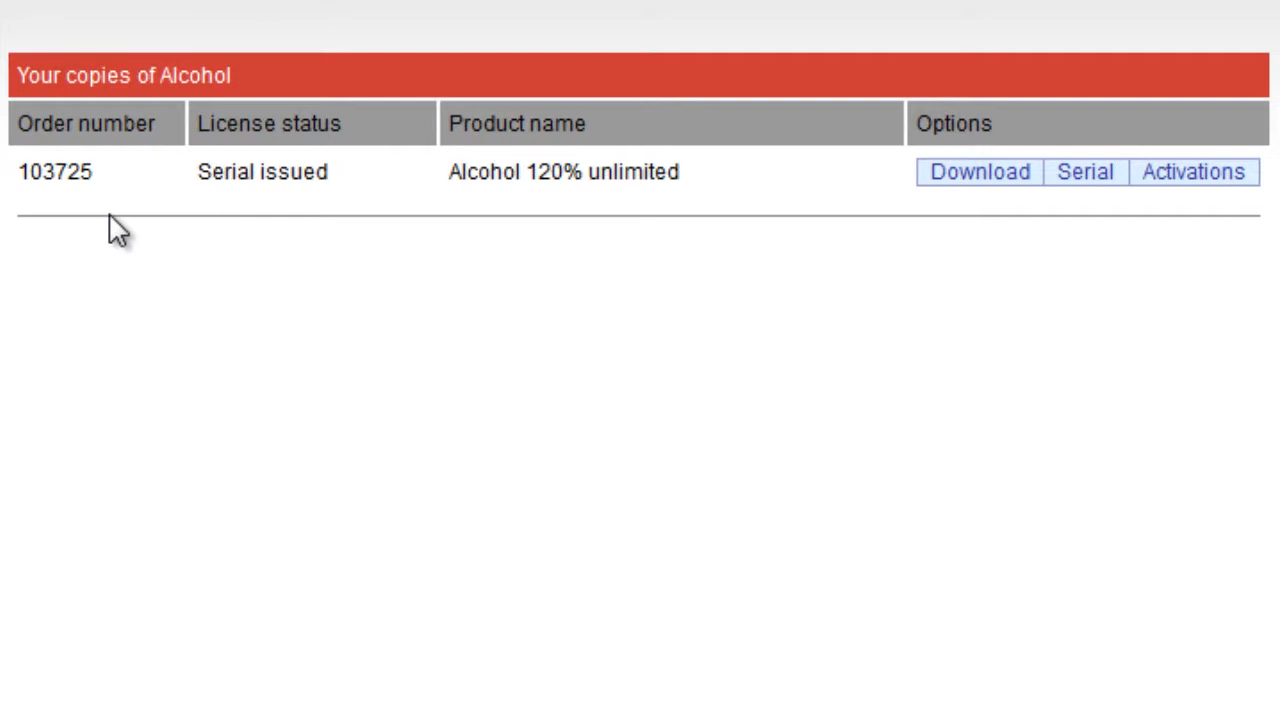 Your copies of Alcohol
Order number License status Product name Options
103725 Serial issued Alcohol 120% unlimited Download Serial Activations